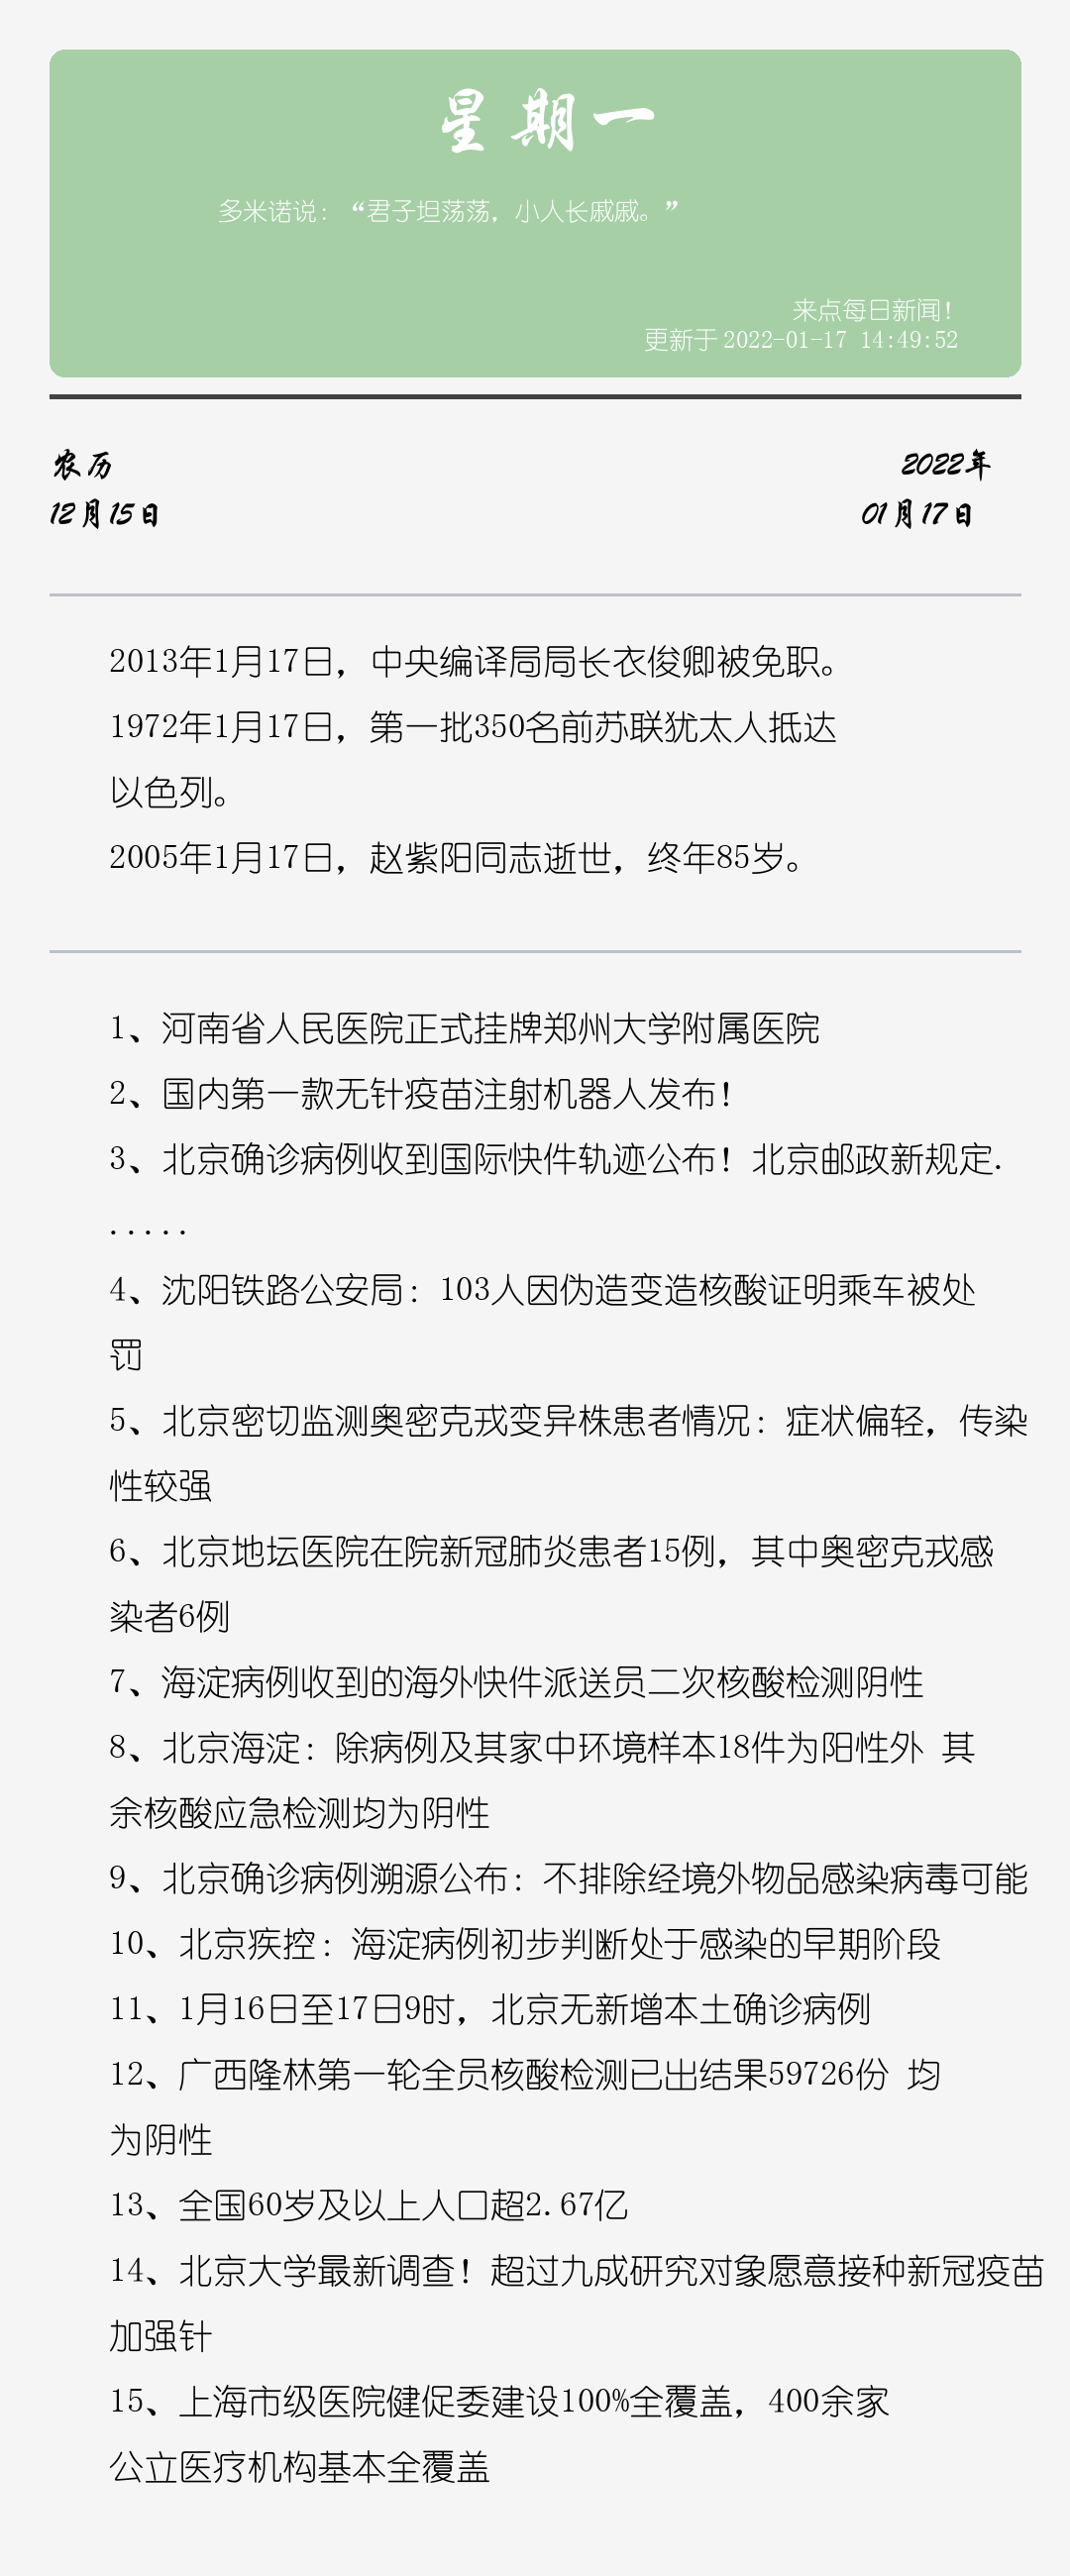 星期一
多米诺说：“君子坦荡荡，小人长戚戚。”
来点每日新闻！
更新于2022-01-17 14:49:52
农历
2022年
12月15日
01月17日
2013年1月17日，中央编译局局长衣俊卿被免职。
1972年1月17日，第一批350名前苏联犹太人抵达
以色列。
2005年1月17日，赵紫阳同志逝世，终年85岁。
1、河南省人民医院正式挂牌郑州大学附属医院
2、国内第一款无针疫苗注射机器人发布！
3、北京确诊病例收到国际快件轨迹公布！北京邮政新规定.
.....
4、沈阳铁路公安局：103人因伪造变造核酸证明乘车被处
罚
5、北京密切监测奥密克戎变异株患者情况：症状偏轻，传染
性较强
6、北京地坛医院在院新冠肺炎患者15例，其中奥密克戎感
染者6例
7、海淀病例收到的海外快件派送员二次核酸检测阴性
8、北京海淀：除病例及其家中环境样本18件为阳性外 其
余核酸应急检测均为阴性
9、北京确诊病例溯源公布：不排除经境外物品感染病毒可能
10、北京疾控：海淀病例初步判断处于感染的早期阶段
11、1月16日至17日9时，北京无新增本土确诊病例
12、广西隆林第一轮全员核酸检测已出结果59726份 均
为阴性
13、全国60岁及以上人口超2.67亿
14、北京大学最新调查！超过九成研究对象愿意接种新冠疫苗
加强针
15、上海市级医院健促委建设100%全覆盖，400余家
公立医疗机构基本全覆盖